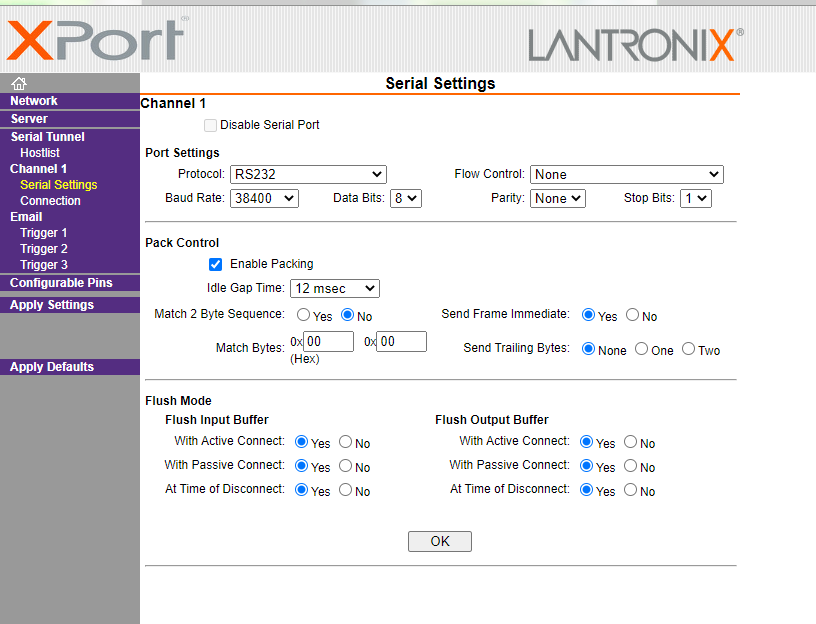 XPort®
LANTRONIX®
Serial Settings
Network
Server
Serial Tunnel
Hostlist
Channel 1
Serial Settings
Connection
Email
Trigger 1
Trigger 2
Trigger 3
Configurable Pins
Apply Settings
Apply Defaults
Channel 1
Disable Serial Port
Port Settings
Protocol: RS232 Flow Control: None
Baud Rate: 38400 Data Bits: 8 Parity: None Stop Bits: 1
Pack Control
Enable Packing
Idle Gap Time: 12 msec
Match 2 Byte Sequence: Yes No Send Frame Immediate: Yes No
Match Bytes: 0x 00 0x 00 Send Trailing Bytes: None One Two
(Hex)
Flush Mode
Flush Input Buffer Flush Output Buffer
With Active Connect: Yes No With Active Connect: Yes No
With Passive Connect: Yes No With Passive Connect: Yes No
At Time of Disconnect: Yes No At Time of Disconnect: Yes No
OK